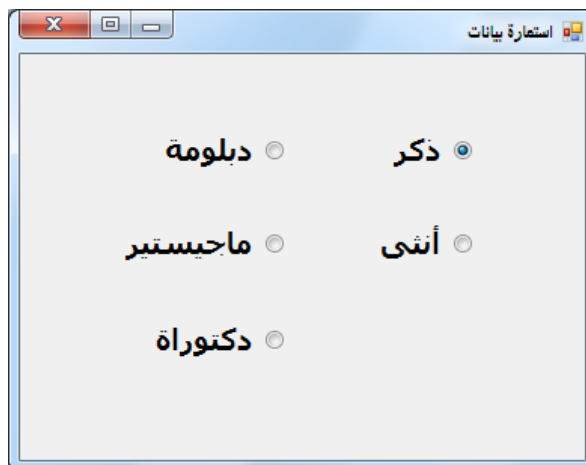 استمارة بيانات
ذكر
دبلومة
أنثى
ماجيستير
دكتوراة